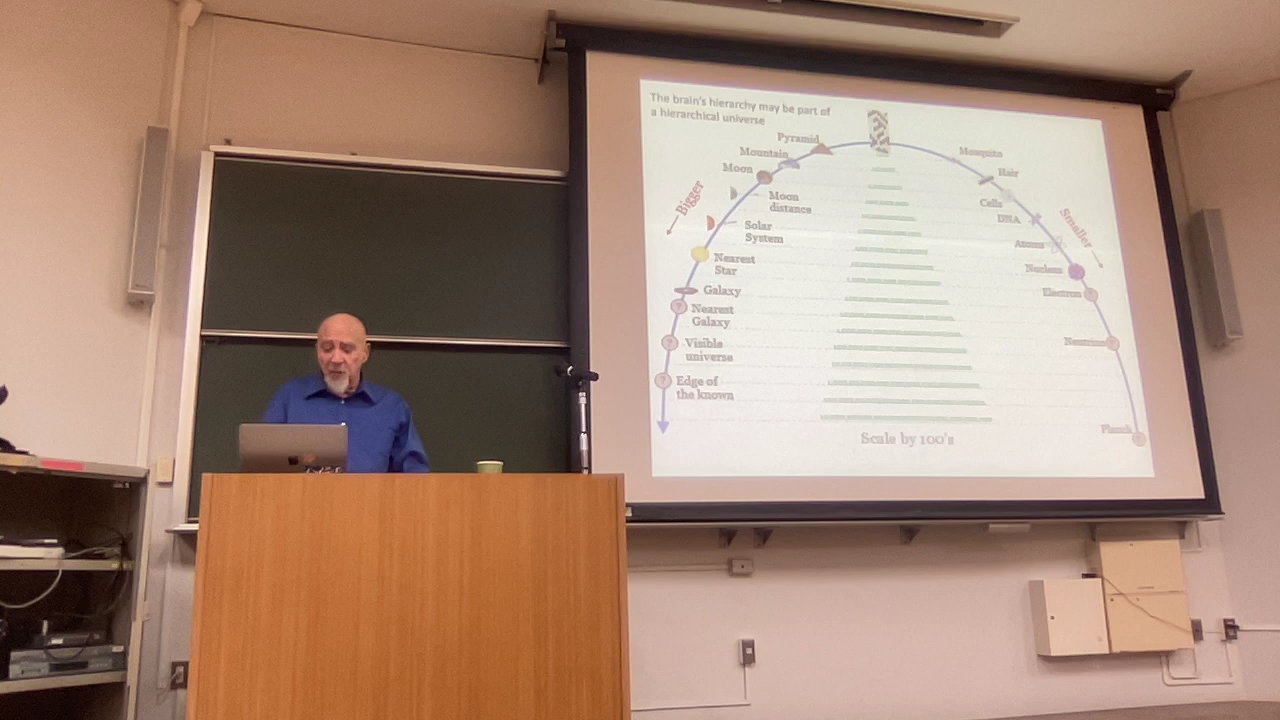 The brain's hierarchy may be part of
a hierarchical universe
Pyramid
Mountain
Moon
Moon
distance
Bigger
Solar
System
Nearest
Star
Galaxy
Nearest
Galaxy
Visible
universe
Edge of
the known
Mosquito
Hair
Cells
DNA
Smaller
Atoms
Nucleus
Electron
Neutrino
Planck
Scale by 100's